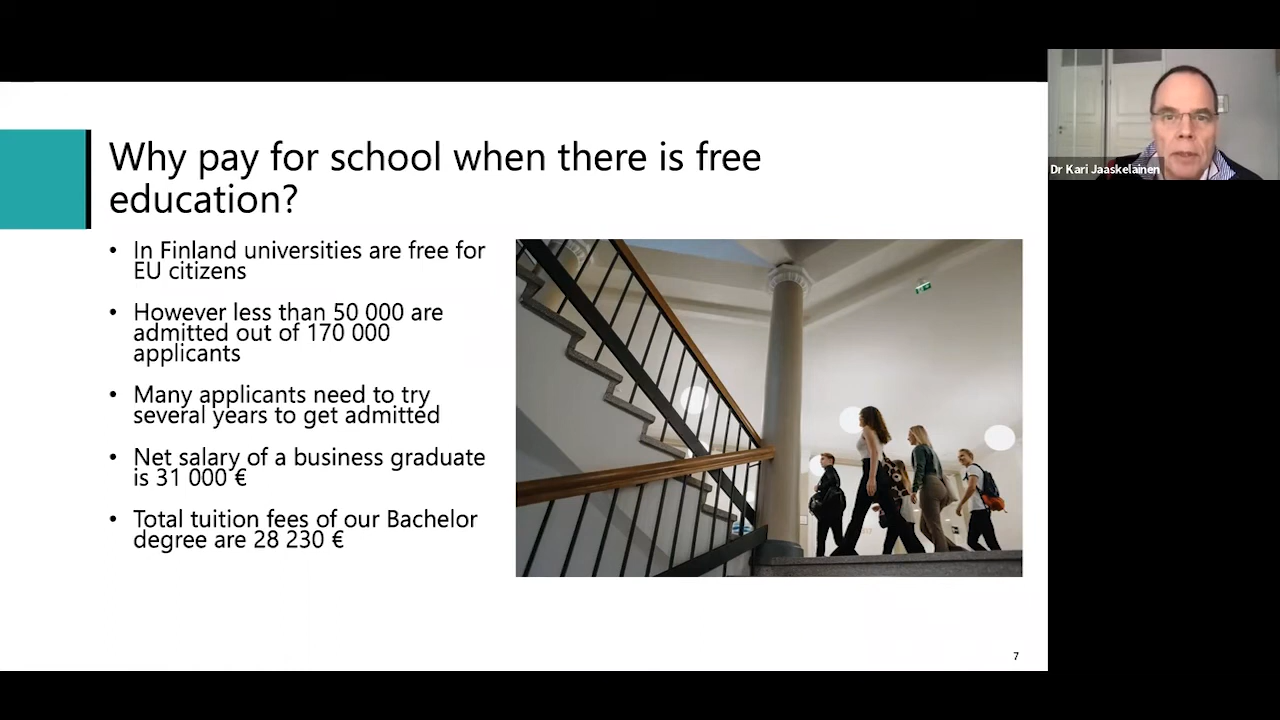 Why pay for school when there is free
education?
• In Finland universities are free for
EU citizens
• However less than 50 000 are
admitted out of 170 000
applicants
• Many applicants need to try
several years to get admitted
• Net salary of a business graduate
is 31 000 €
• Total tuition fees of our Bachelor
degree are 28 230 €
7
Dr Kari Jaaskelainen